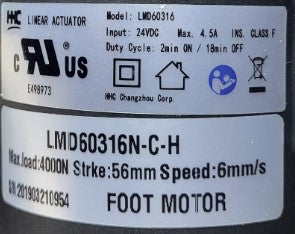 HHC LINEAR ACTUATOR Model: LMD60316
Input: 24VDC Max. 4.5A INS. CLASS F
Duty Cycle: 2min ON / 18min OFF
C UR US
E498973
HHC Changzhou Corp.
LMD60316N-C-H
Max.load:4000N Strke:56mm Speed:6mm/s
SN:201903210954 FOOT MOTOR